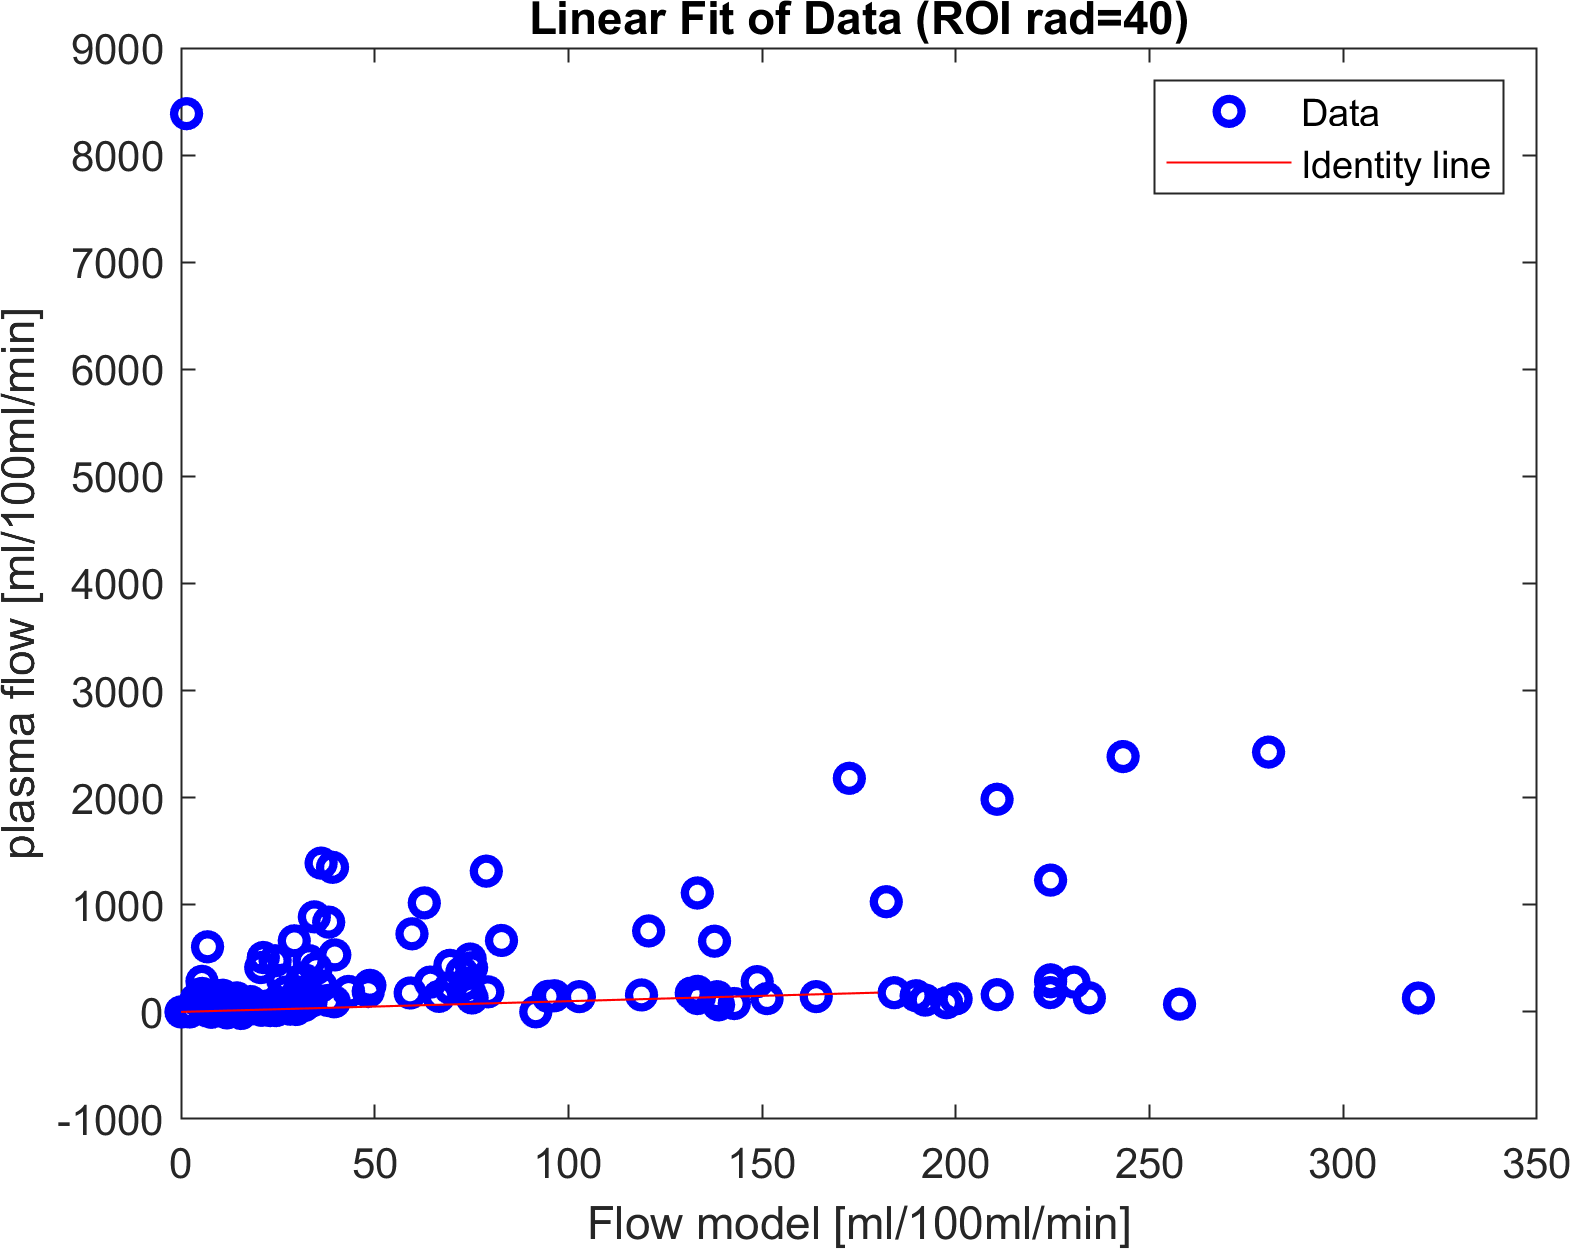 Linear Fit of Data (ROI rad=40)
9000
8000
7000
6000
5000
4000
3000
2000
1000
0
-1000
plasma flow [ml/100ml/min]
Data
Identity line
0 50 100 150 200 250 300 350
Flow model [ml/100ml/min]